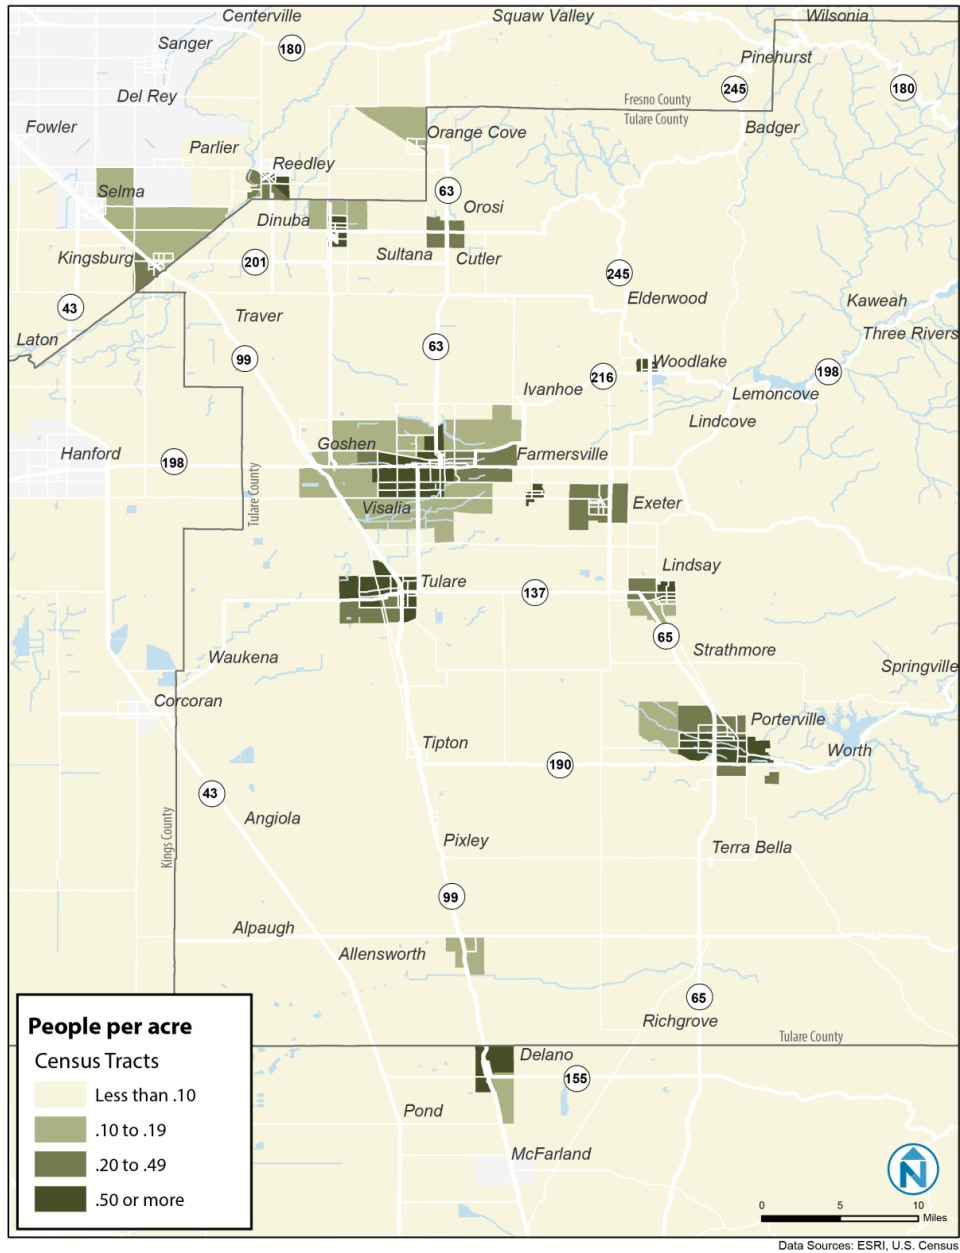 Centerville
Squaw Valley
Wilsonia
Sanger
180
Pinehurst
245
180
Del Rey
Fresno County
Tulare County
Fowler
Orange Cove
Badger
Parlier
Reedley
Selma
63
Orosi
Dinuba
Kingsburg
201
Sultana
Cutler
245
Elderwood
Kaweah
43
Traver
Three Rivers
Laton
99
63
Woodlake
198
216
Ivanhoe
Lemoncove
Lindcove
Goshen
Hanford
198
Farmersville
Tulare County
Visalia
Exeter
Lindsay
Tulare
137
65
Strathmore
Waukena
Springville
Corcoran
Porterville
Tipton
Worth
190
43
Angiola
Kings County
Pixley
Terra Bella
99
Alpaugh
Allensworth
65
Richgrove
Tulare County
Delano
155
Pond
McFarland
People per acre
Census Tracts
Less than .10
.10 to .19
.20 to .49
.50 or more
N
0 5 10
Miles
Data Sources: ESRI, U.S. Census